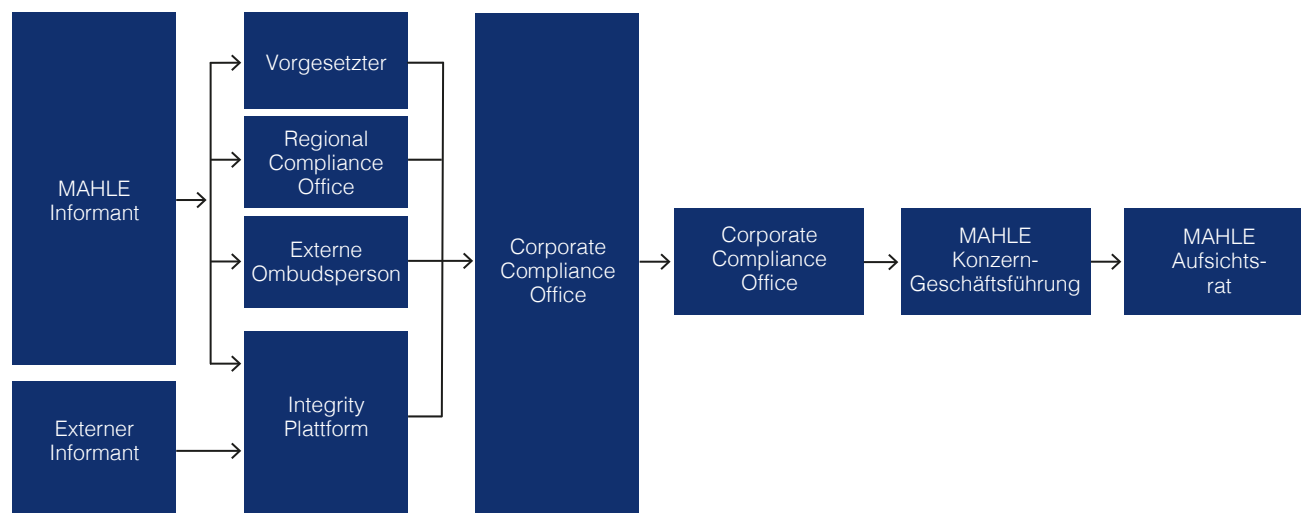 MAHLE
Informant
Externer
Informant
Vorgesetzter
Regional
Compliance
Office
Externe
Ombudsperson
Integrity
Plattform
Corporate
Compliance
Office
Corporate
Compliance
Office
MAHLE
Konzern-
Geschäftsführung
MAHLE
Aufsichts-
rat